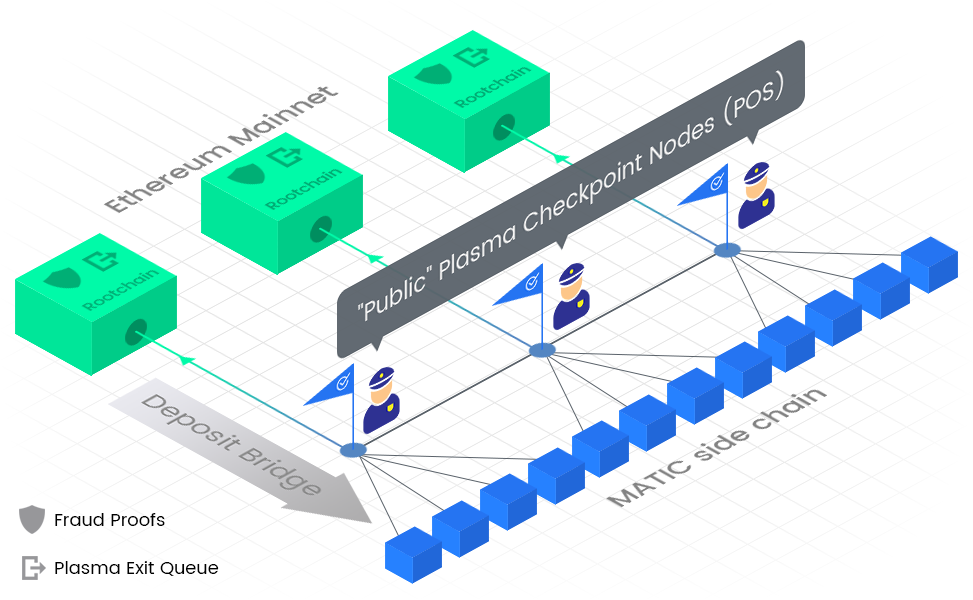 Rootchain
Ethereum Mainnet
Rootchain
"Public" Plasma Checkpoint Nodes (POS)
Rootchain
Deposit Bridge
MATIC side chain
Fraud Proofs
Plasma Exit Queue